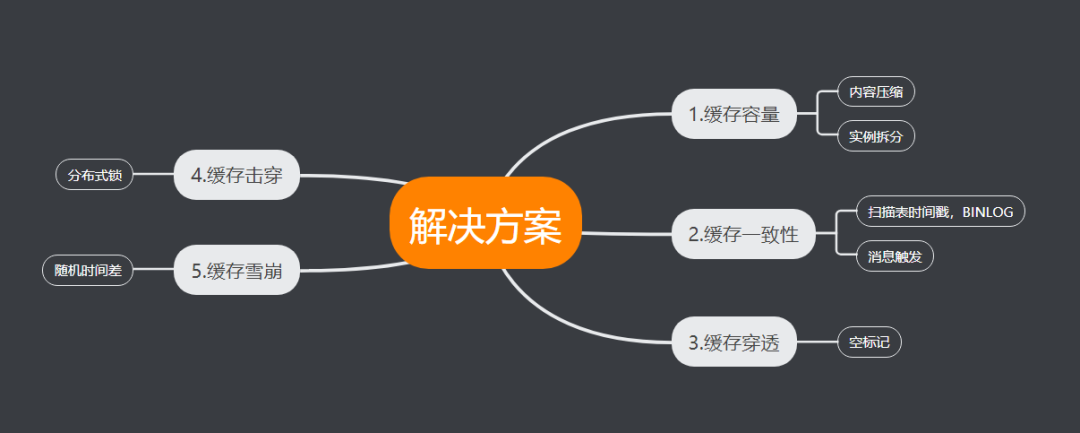 解决方案
1.缓存容量
内容压缩
实例拆分
2.缓存一致性
扫描表时间戳，BINLOG
消息触发
3.缓存穿透
空标记
4.缓存击穿
分布式锁
5.缓存雪崩
随机时间差